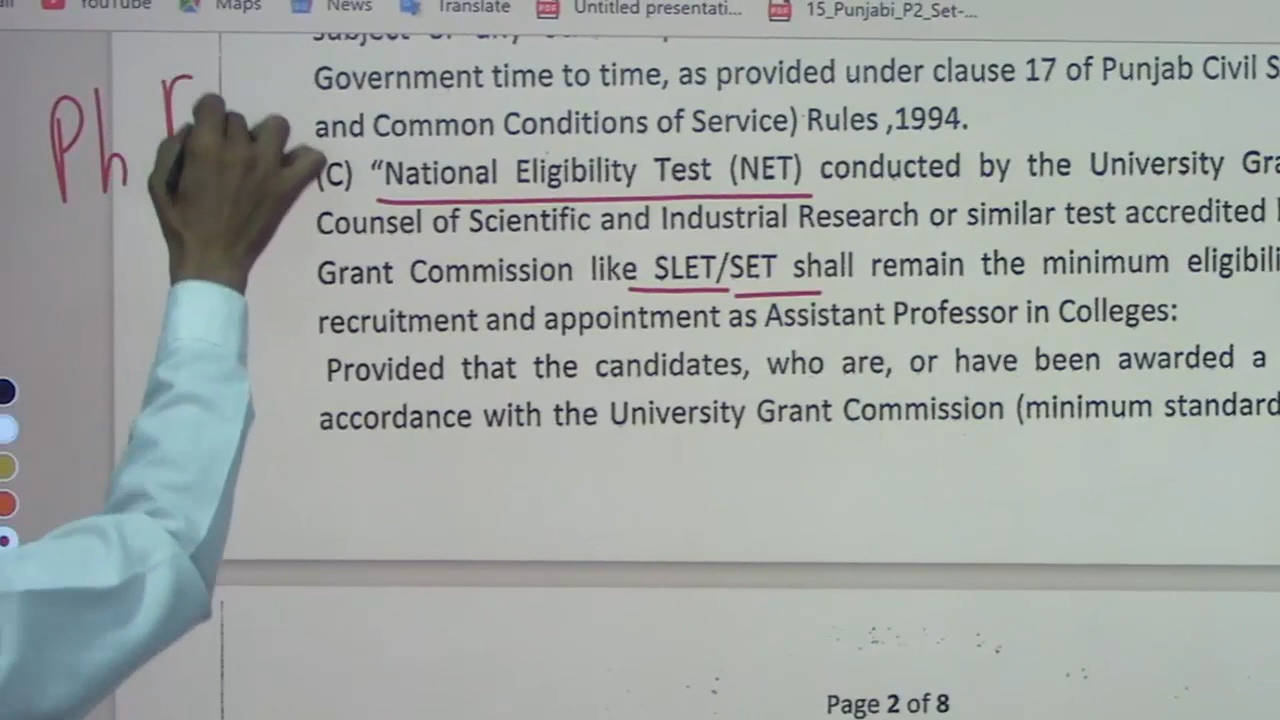 YouTube Maps News Translate Untitled presentati... 15_Punjabi_P2_Set-...
Government time to time, as provided under clause 17 of Punjab Civil S
and Common Conditions of Service) Rules ,1994.
(C) “National Eligibility Test (NET) conducted by the University Gra
Counsel of Scientific and Industrial Research or similar test accredited
Grant Commission like SLET/SET shall remain the minimum eligibili
recruitment and appointment as Assistant Professor in Colleges:
Provided that the candidates, who are, or have been awarded a
accordance with the University Grant Commission (minimum standard
Page 2 of 8
Ph